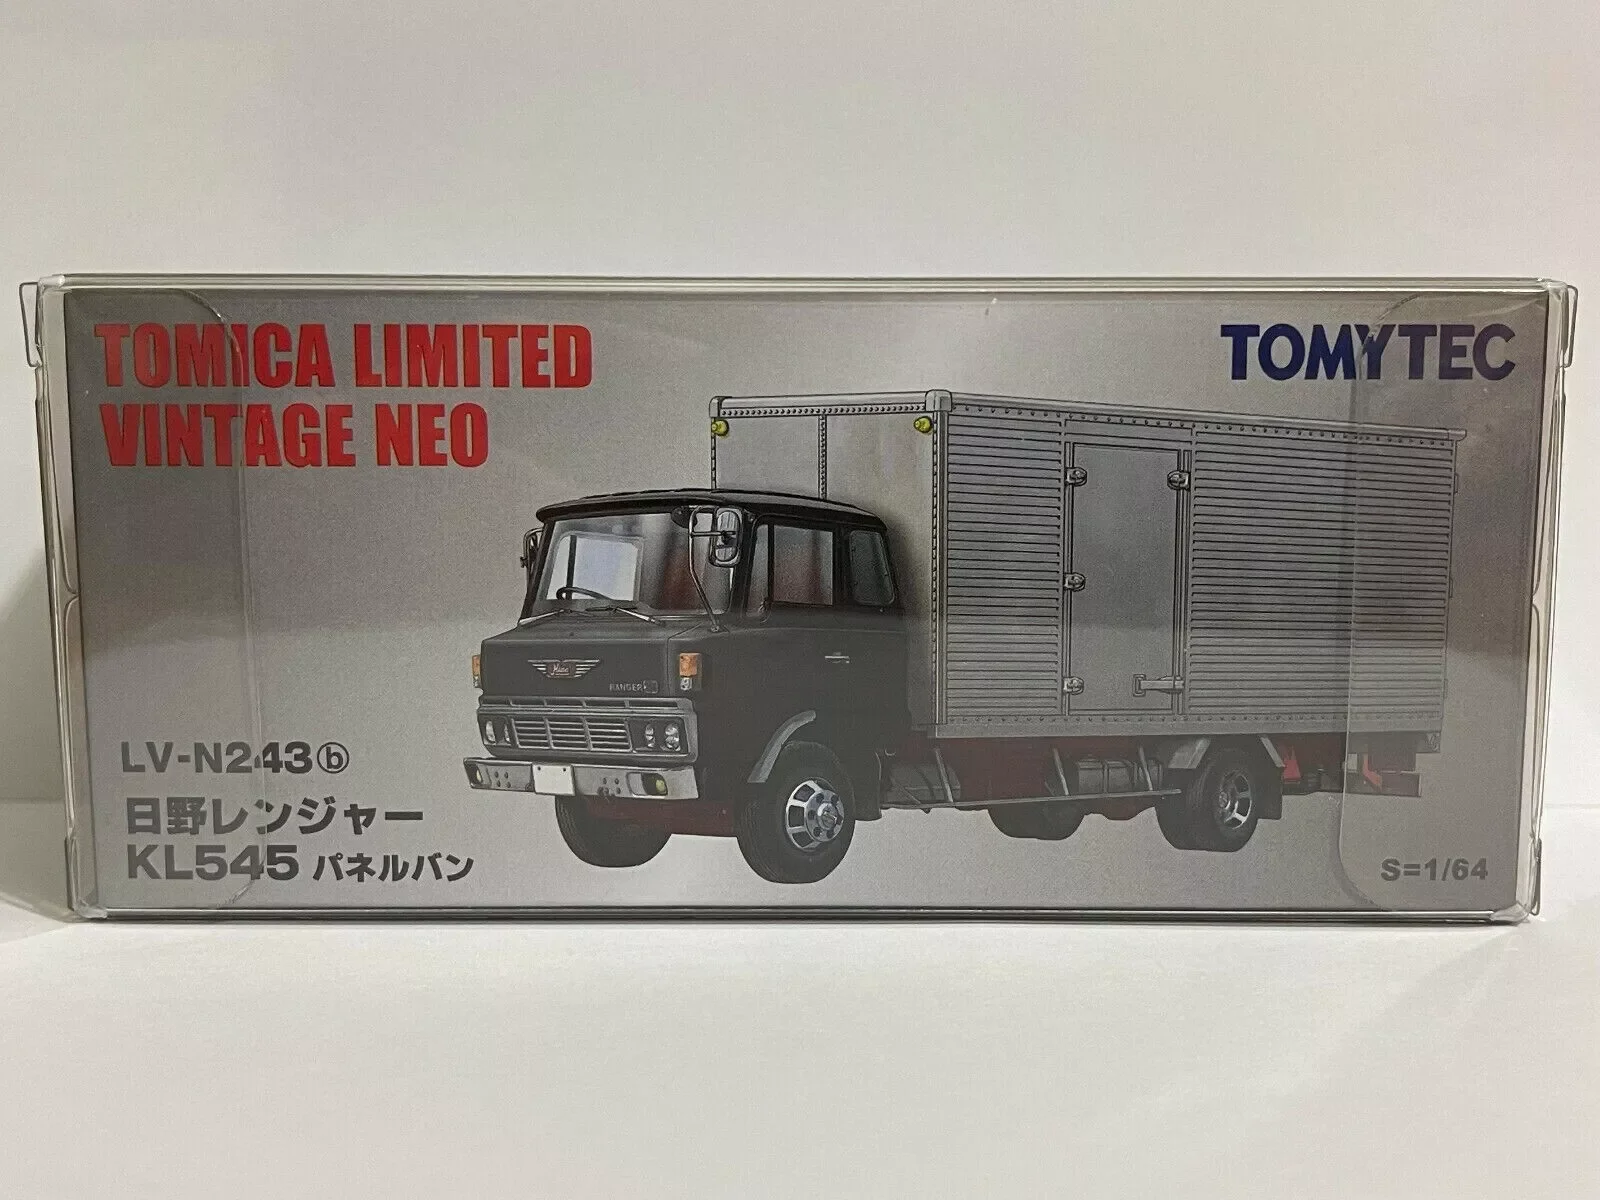 TOMICA LIMITED
VINTAGE NEO
TOMYTEC
Hino
RANGER
LV-N243ⓑ
日野レンジャー
KL545 パネルバン
S=1/64